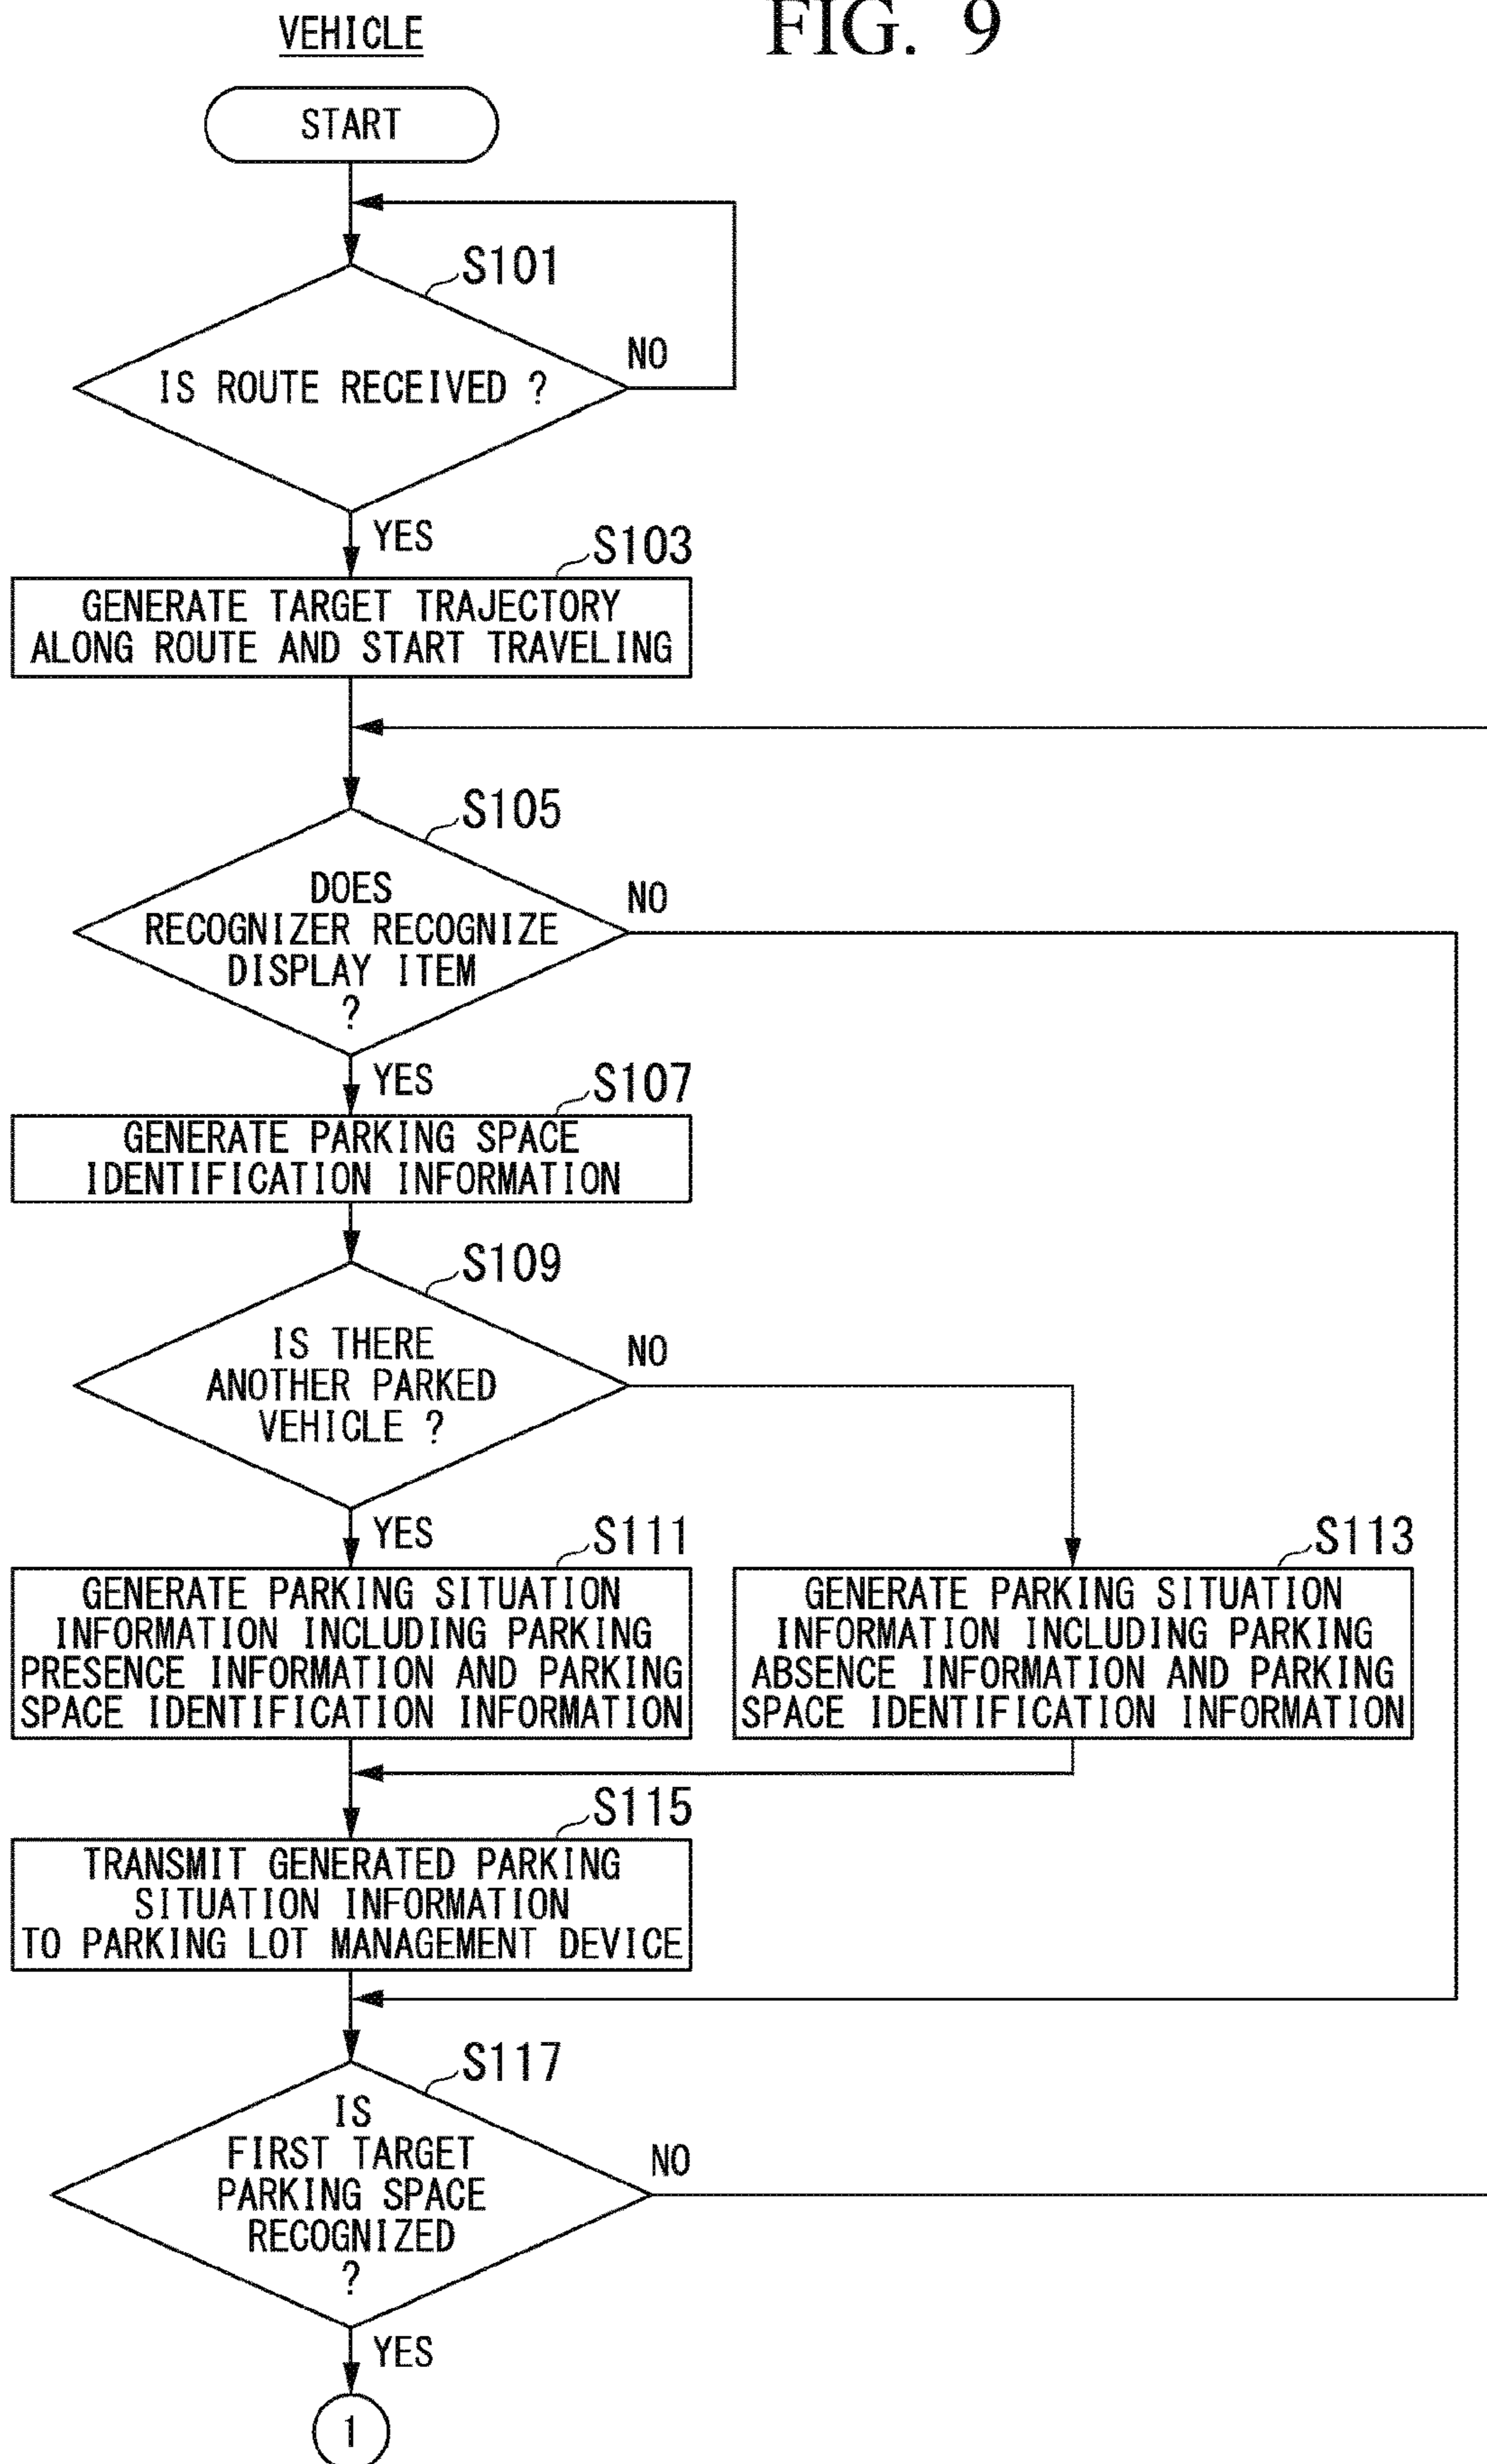 VEHICLE
FIG. 9
START
S101
IS ROUTE RECEIVED ?
NO
YES
S103
GENERATE TARGET TRAJECTORY
ALONG ROUTE AND START TRAVELING
S105
DOES
RECOGNIZER RECOGNIZE
DISPLAY ITEM
?
NO
YES
S107
GENERATE PARKING SPACE
IDENTIFICATION INFORMATION
S109
IS THERE
ANOTHER PARKED
VEHICLE ?
NO
YES
S111
GENERATE PARKING SITUATION
INFORMATION INCLUDING PARKING
PRESENCE INFORMATION AND PARKING
SPACE IDENTIFICATION INFORMATION
S113
GENERATE PARKING SITUATION
INFORMATION INCLUDING PARKING
ABSENCE INFORMATION AND PARKING
SPACE IDENTIFICATION INFORMATION
S115
TRANSMIT GENERATED PARKING
SITUATION INFORMATION
TO PARKING LOT MANAGEMENT DEVICE
S117
IS
FIRST TARGET
PARKING SPACE
RECOGNIZED
?
NO
YES
1